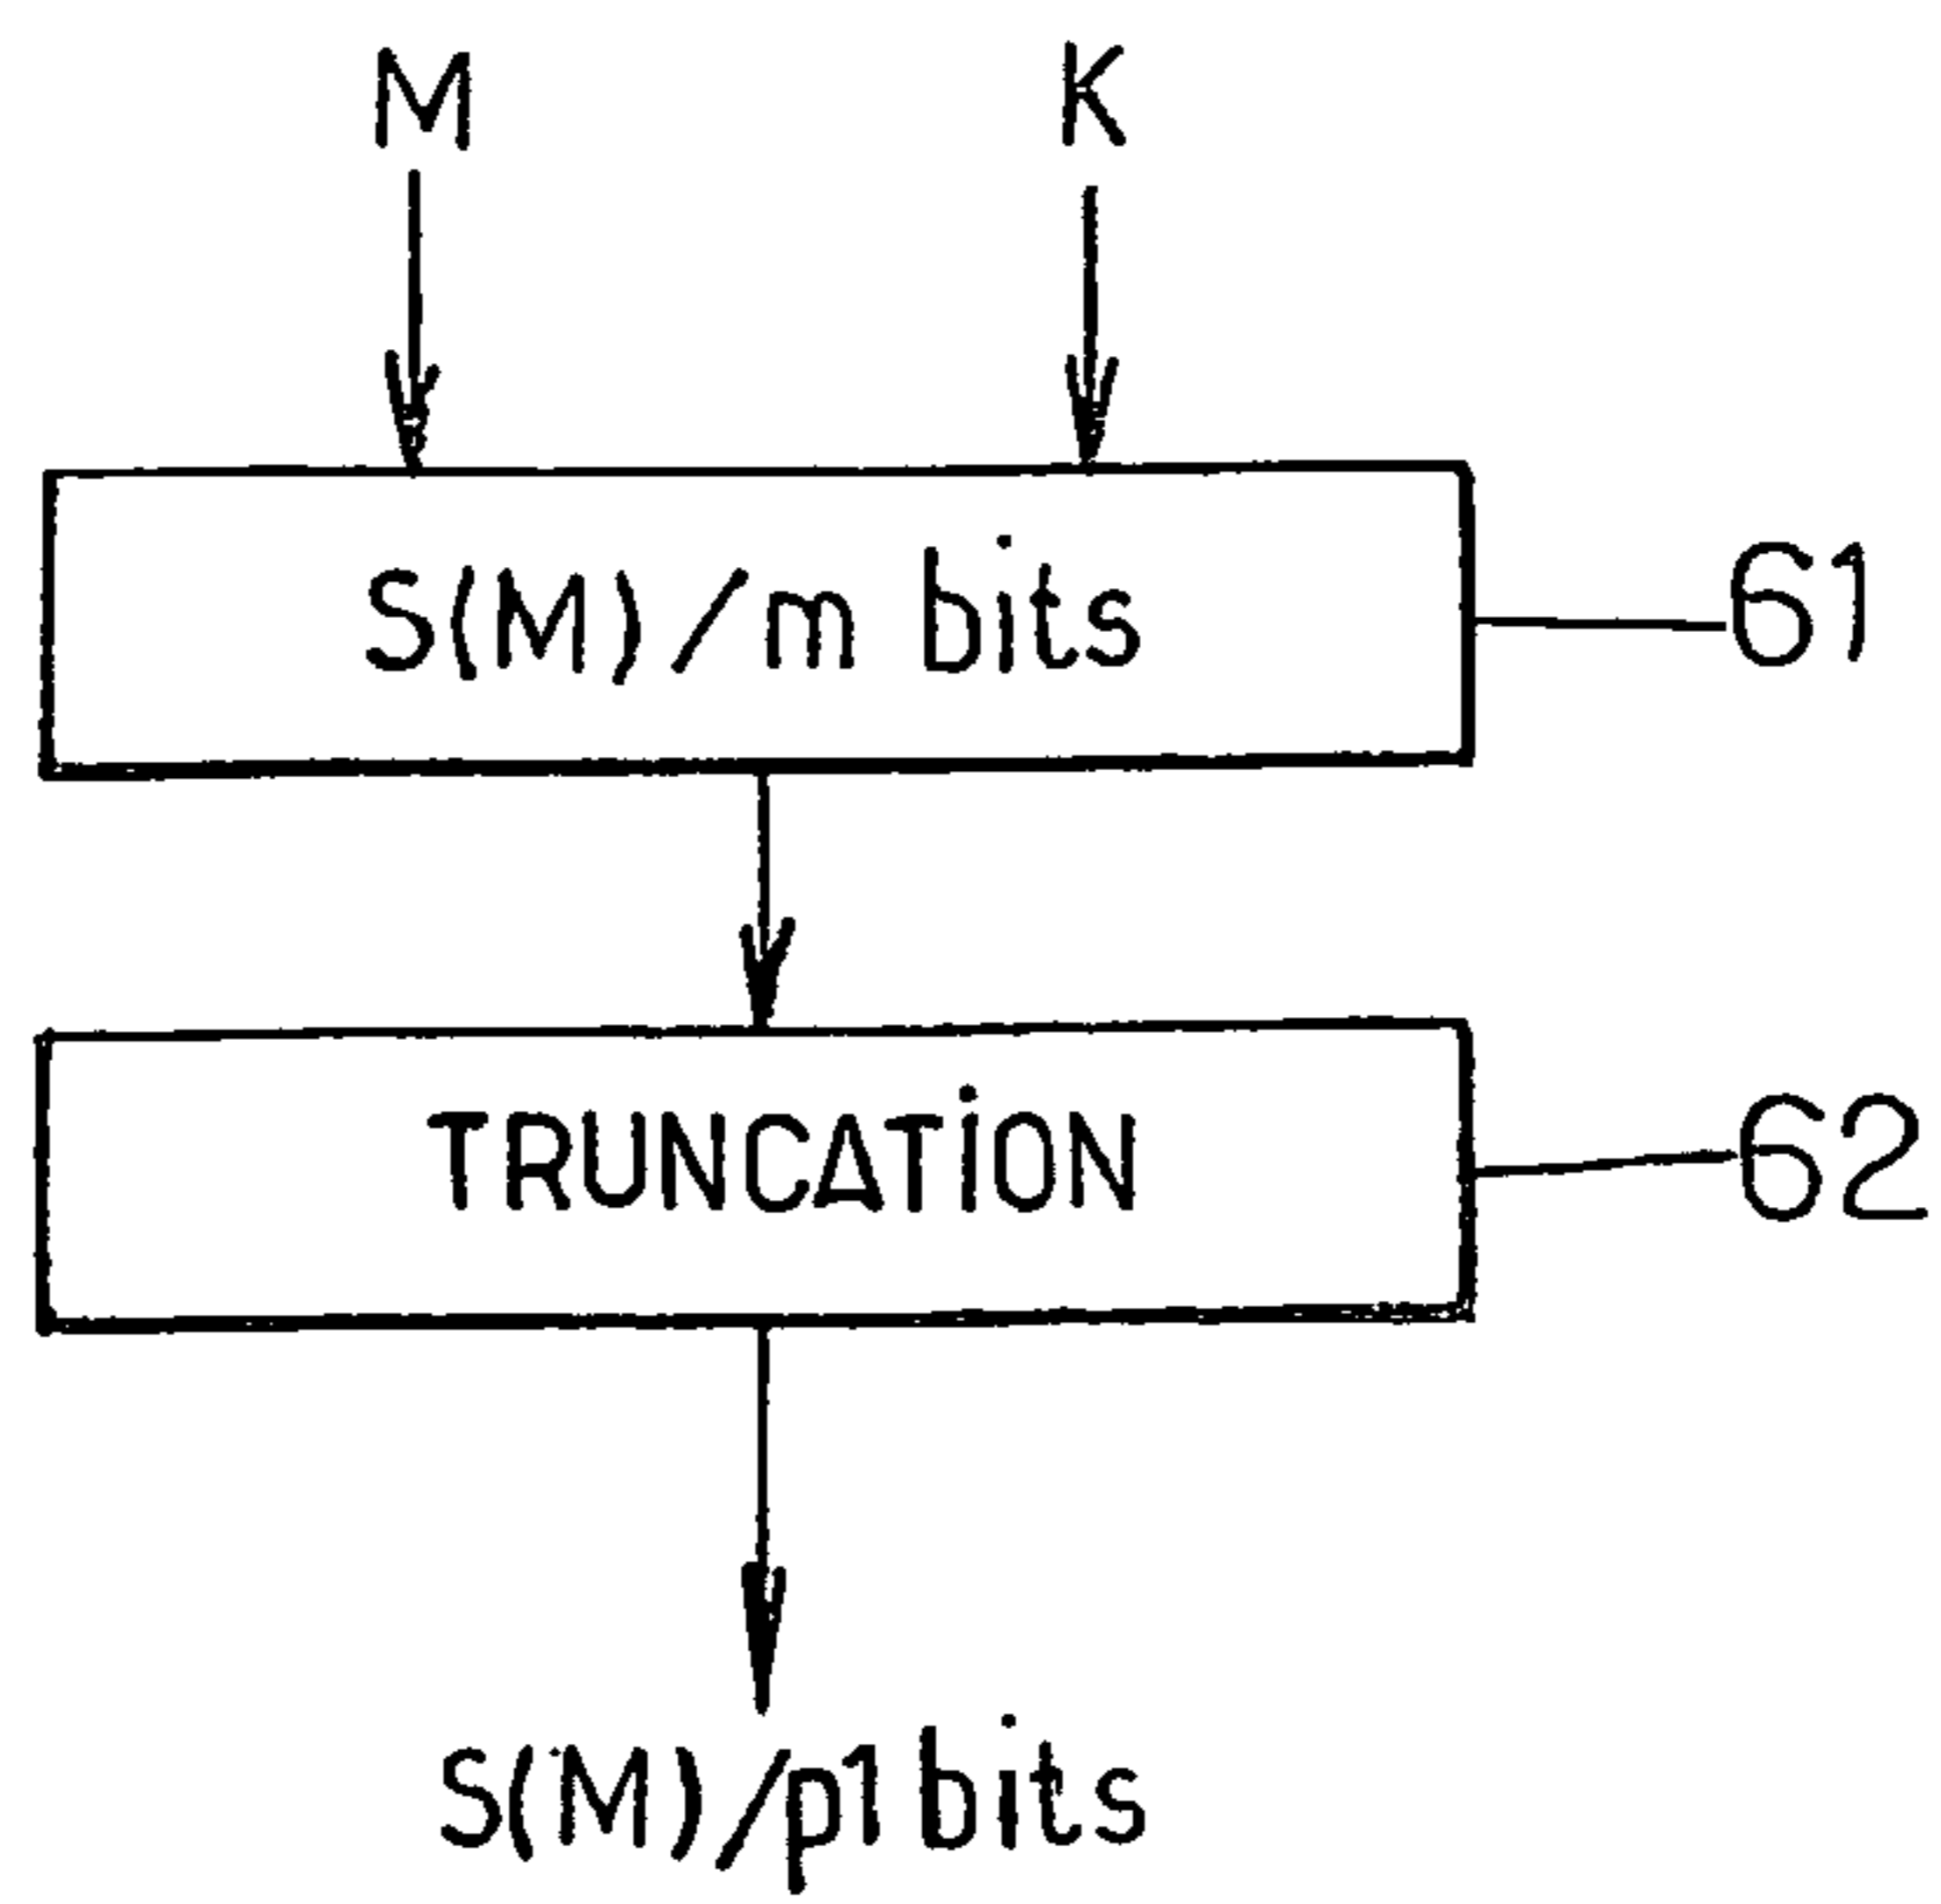 M K
S(M)/m bits 61
TRUNCATiON 62
S(M)/p1 bits